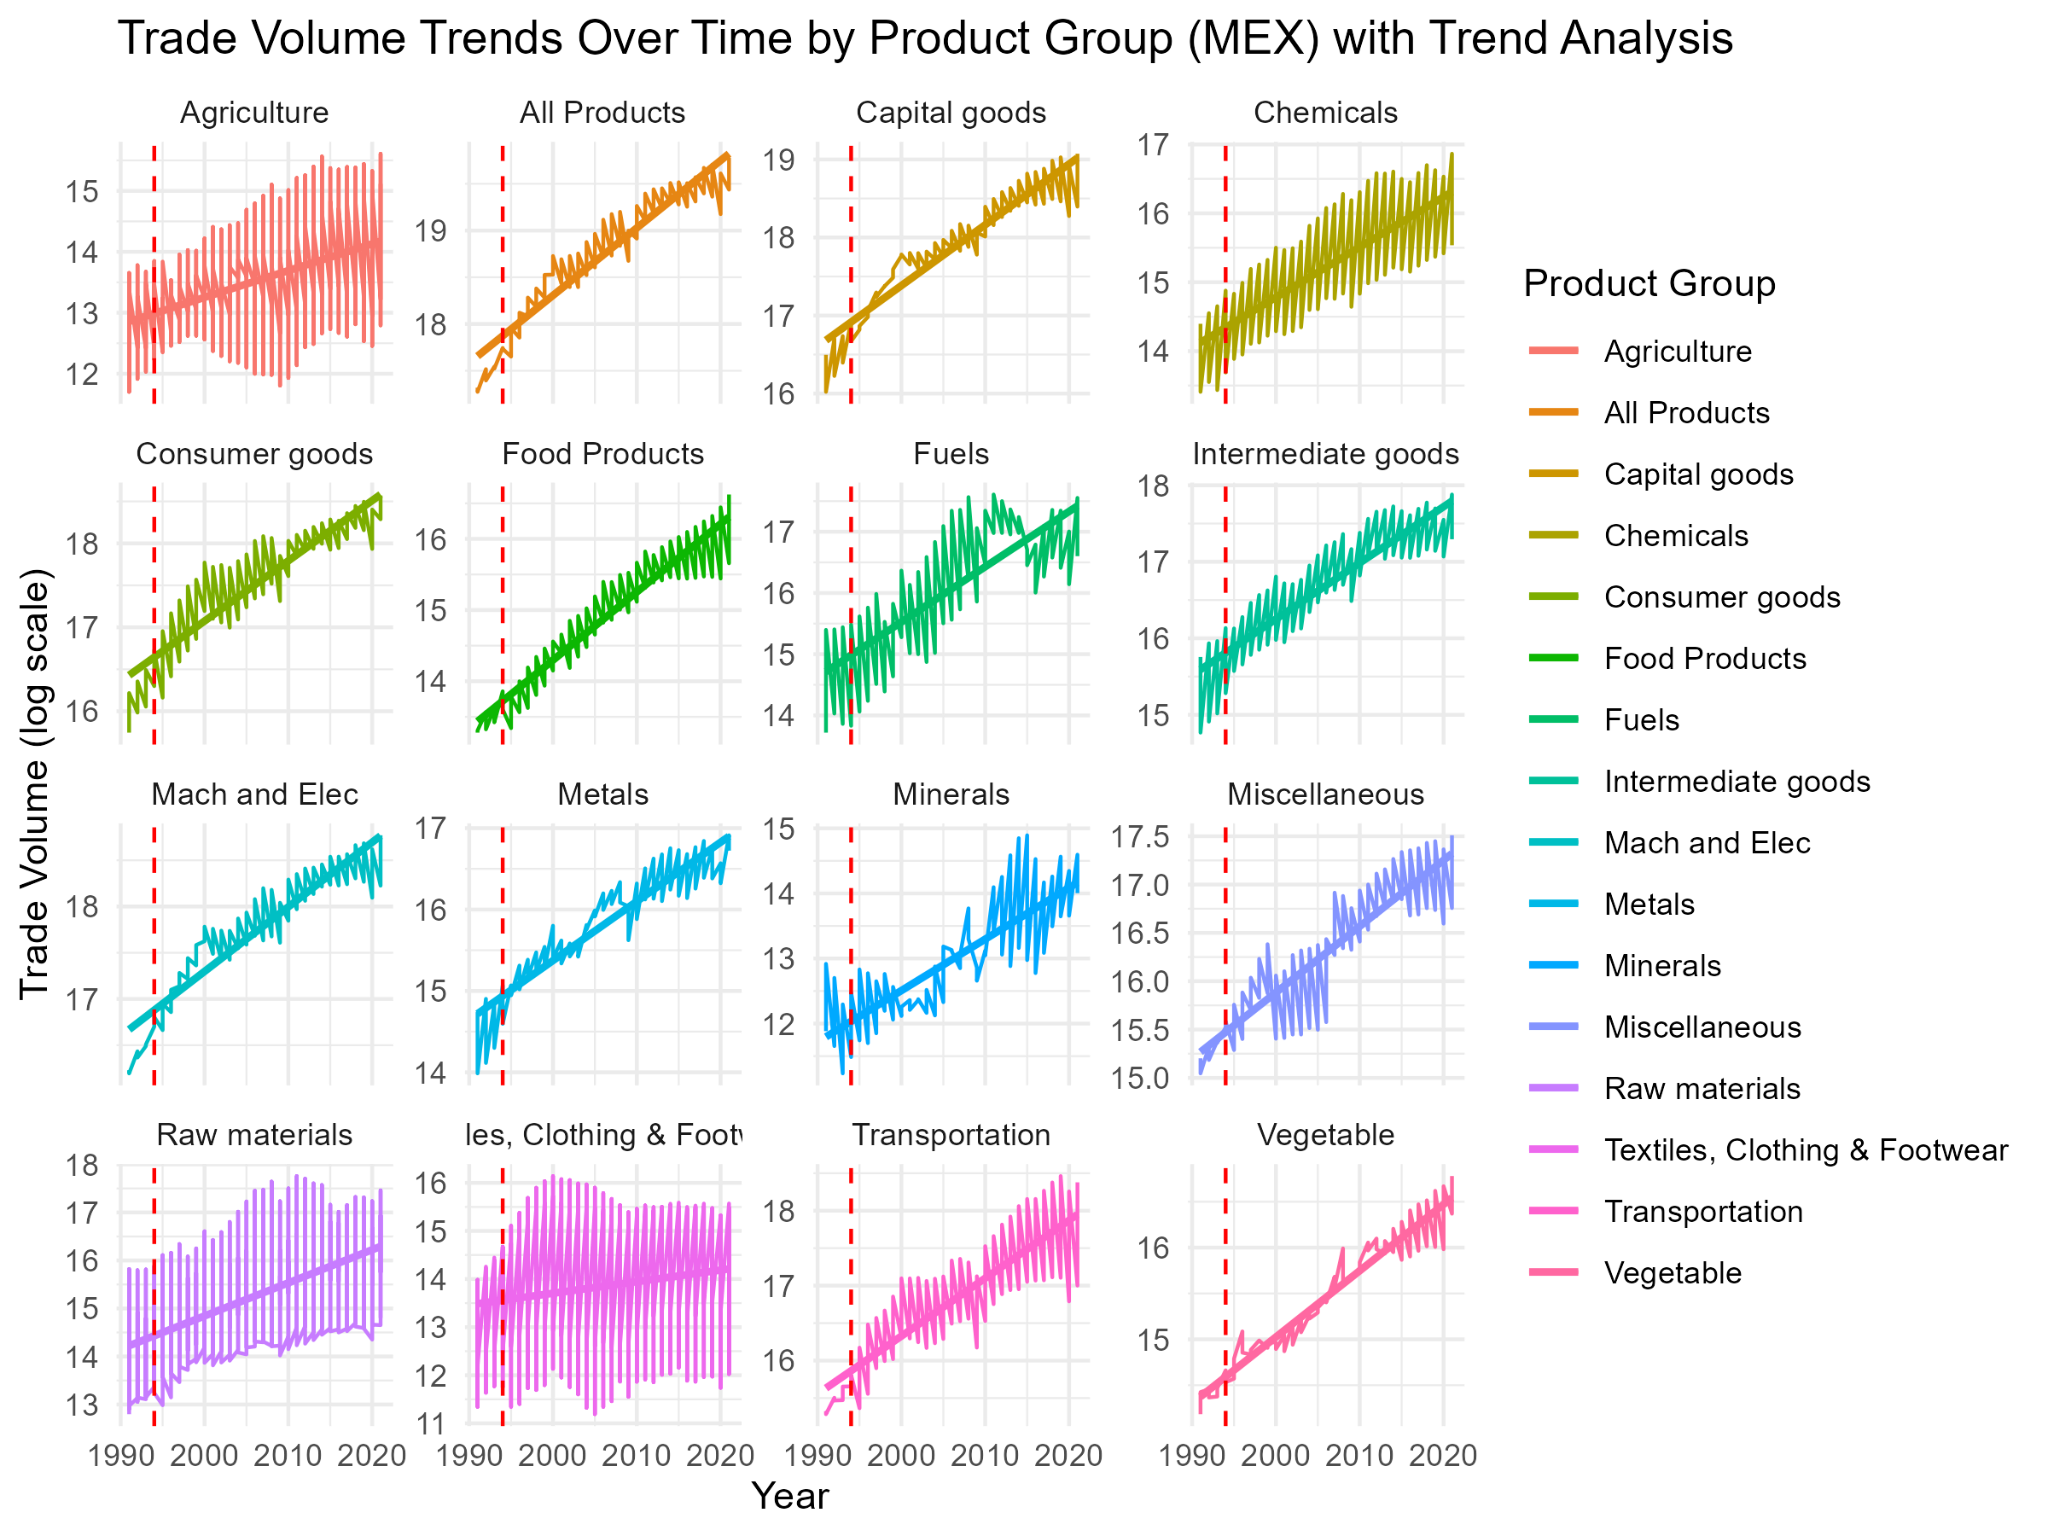 Trade Volume Trends Over Time by Product Group (MEX) with Trend Analysis
Agriculture
All Products
Capital goods
Chemicals
15
14
13
12
19
18
19
18
17
16
17
16
15
14
Consumer goods
Food Products
Fuels
Intermediate goods
18
17
16
16
15
14
17
16
15
14
18
17
16
15
Mach and Elec
Metals
Minerals
Miscellaneous
18
17
17
16
15
14
15
14
13
12
17.5
17.0
16.5
16.0
15.5
15.0
Raw materials
les, Clothing & Foot
Transportation
Vegetable
18
17
16
15
14
13
16
15
14
13
12
11
18
17
16
16
15
1990 2000 2010 2020
1990 2000 2010 2020
1990 2000 2010 2020
1990 2000 2010 2020
Year
Trade Volume (log scale)
Product Group
Agriculture
All Products
Capital goods
Chemicals
Consumer goods
Food Products
Fuels
Intermediate goods
Mach and Elec
Metals
Minerals
Miscellaneous
Raw materials
Textiles, Clothing & Footwear
Transportation
Vegetable